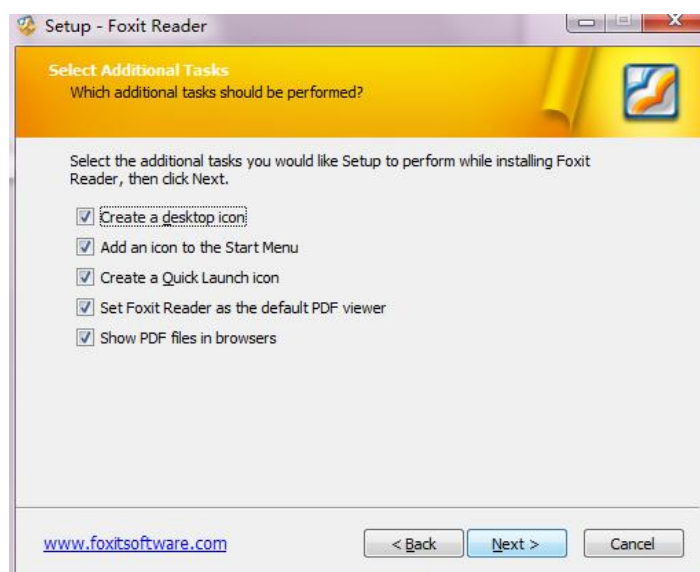 Setup - Foxit Reader
Select Additional Tasks
Which additional tasks should be performed?
Select the additional tasks you would like Setup to perform while installing Foxit
Reader, then click Next.
Create a desktop icon
Add an icon to the Start Menu
Create a Quick Launch icon
Set Foxit Reader as the default PDF viewer
Show PDF files in browsers
www.foxitsoftware.com
< Back
Next >
Cancel